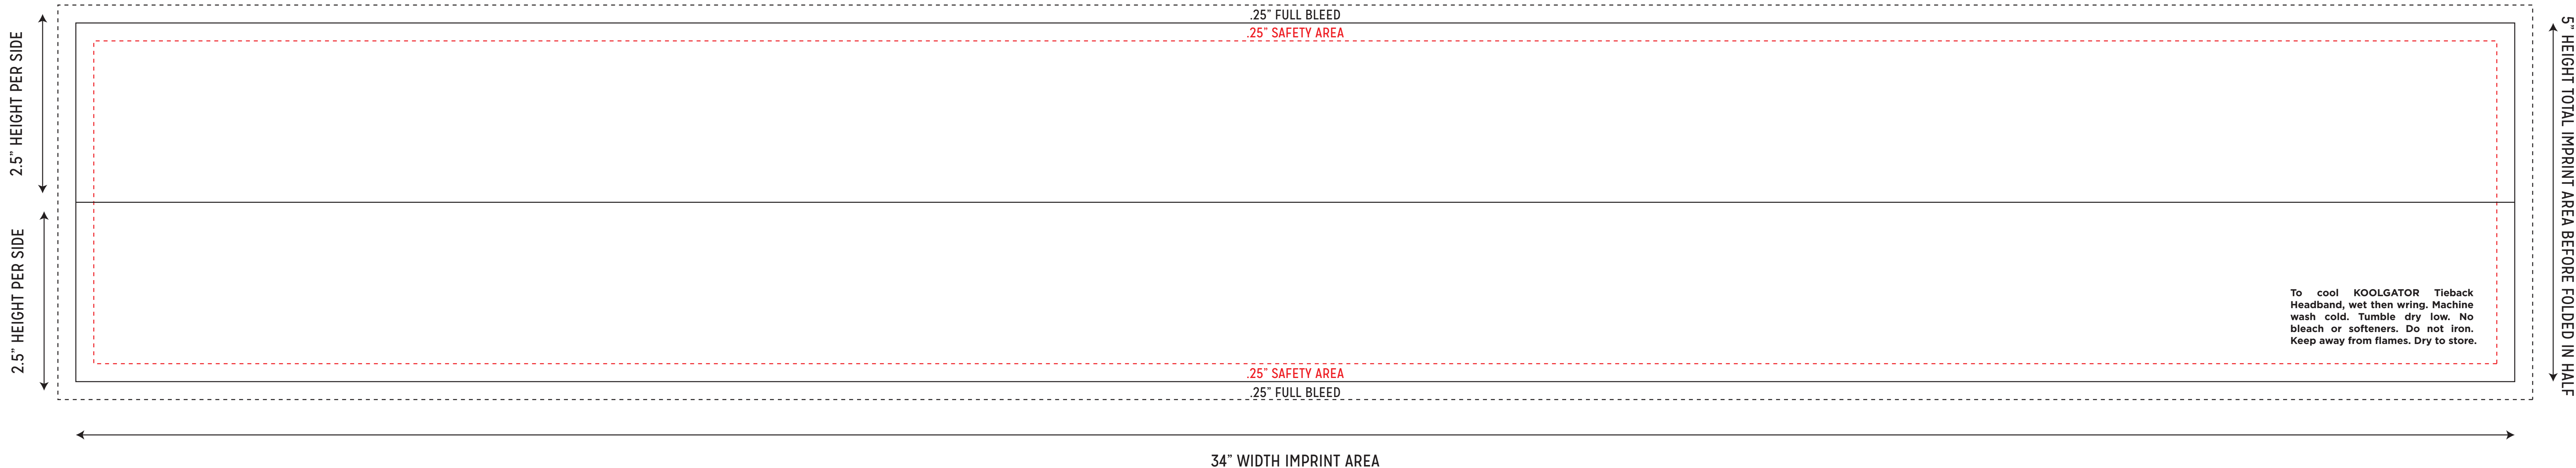 .25” FULL BLEED
.25” SAFETY AREA
2.5” HEIGHT PER SIDE
2.5” HEIGHT PER SIDE
5” HEIGHT TOTAL IMPRINT AREA BEFORE FOLDED IN HALF
To cool KOOLGATOR Tieback
Headband, wet then wring. Machine
wash cold. Tumble dry low. No
bleach or softeners. Do not iron.
Keep away from flames. Dry to store.
.25” SAFETY AREA
.25” FULL BLEED
34” WIDTH IMPRINT AREA